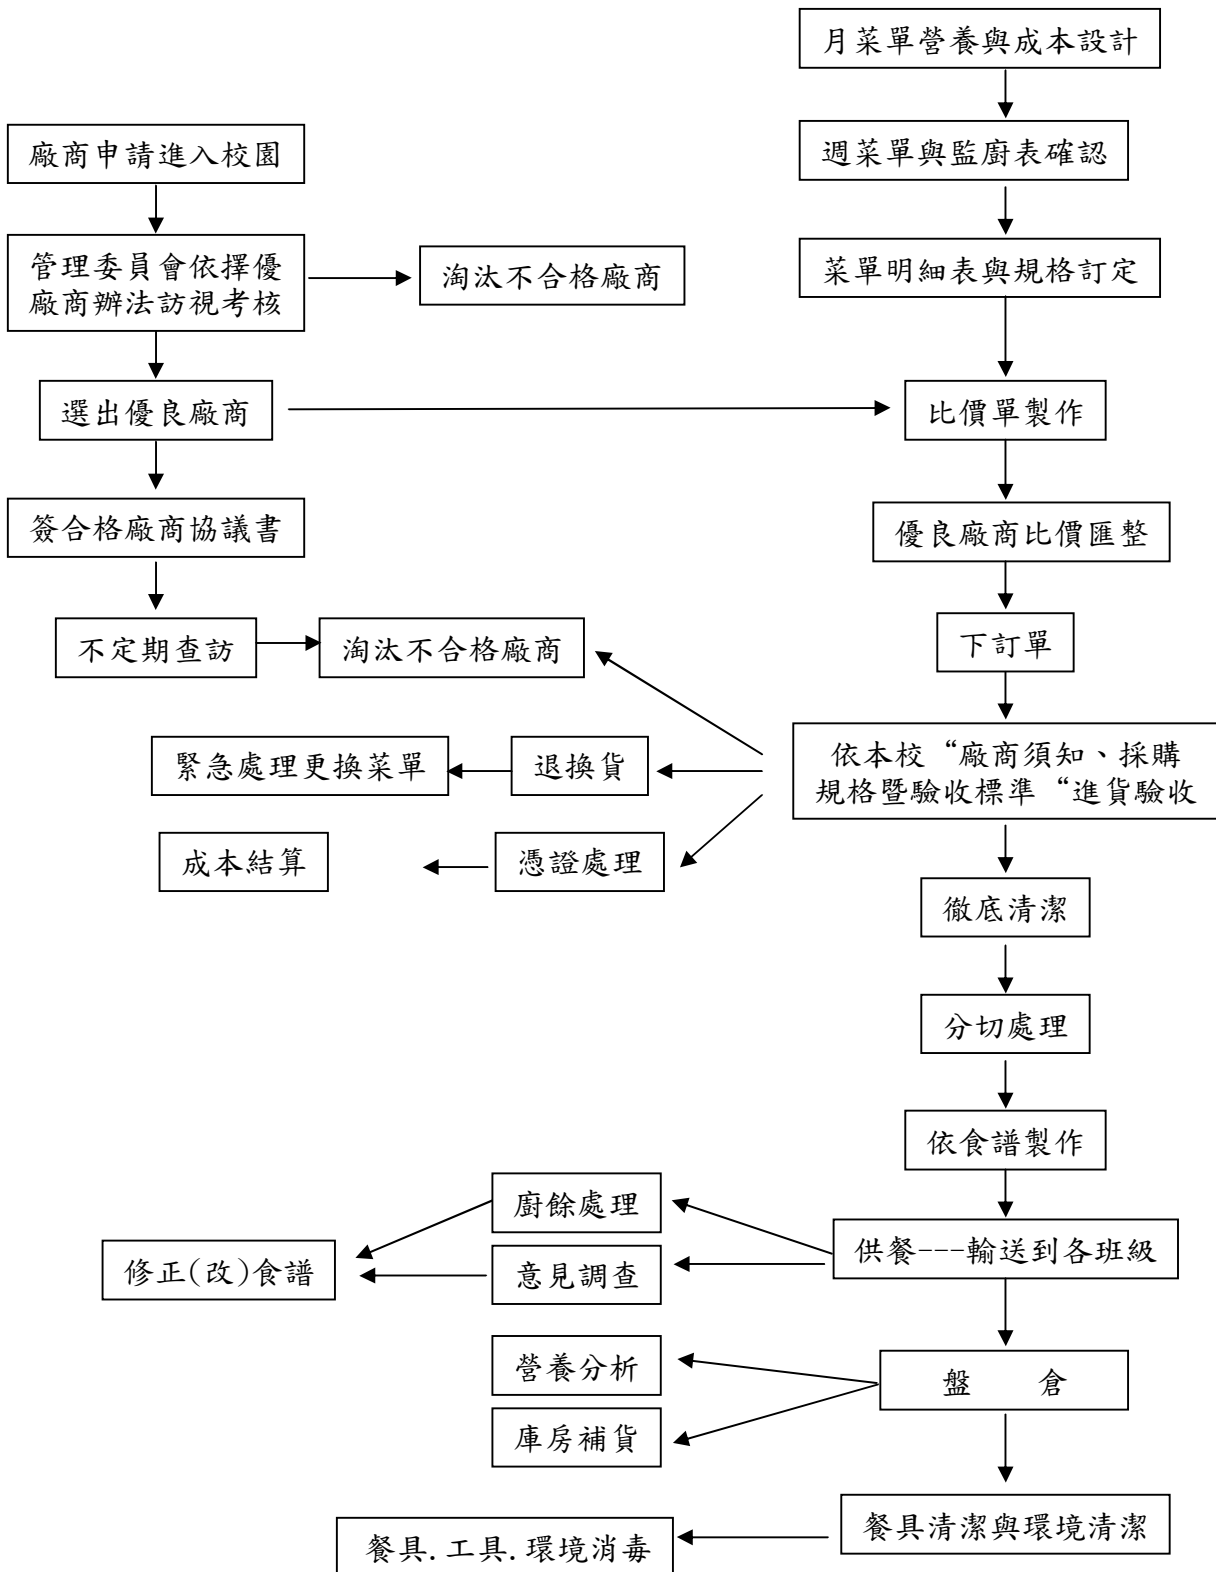 月菜單營養與成本設計
廠商申請進入校園
週菜單與監廚表確認
管理委員會依擇優
廠商辦法訪視考核
淘汰不合格廠商
菜單明細表與規格訂定
選出優良廠商
比價單製作
簽合格廠商協議書
優良廠商比價匯整
不定期查訪
淘汰不合格廠商
下訂單
緊急處理更換菜單
退換貨
依本校“廠商須知、採購
規格暨驗收標準“進貨驗收
成本結算
憑證處理
徹底清潔
分切處理
依食譜製作
廚餘處理
供餐---輸送到各班級
修正(改)食譜
意見調查
營養分析
盤 倉
庫房補貨
餐具清潔與環境清潔
餐具.工具.環境消毒